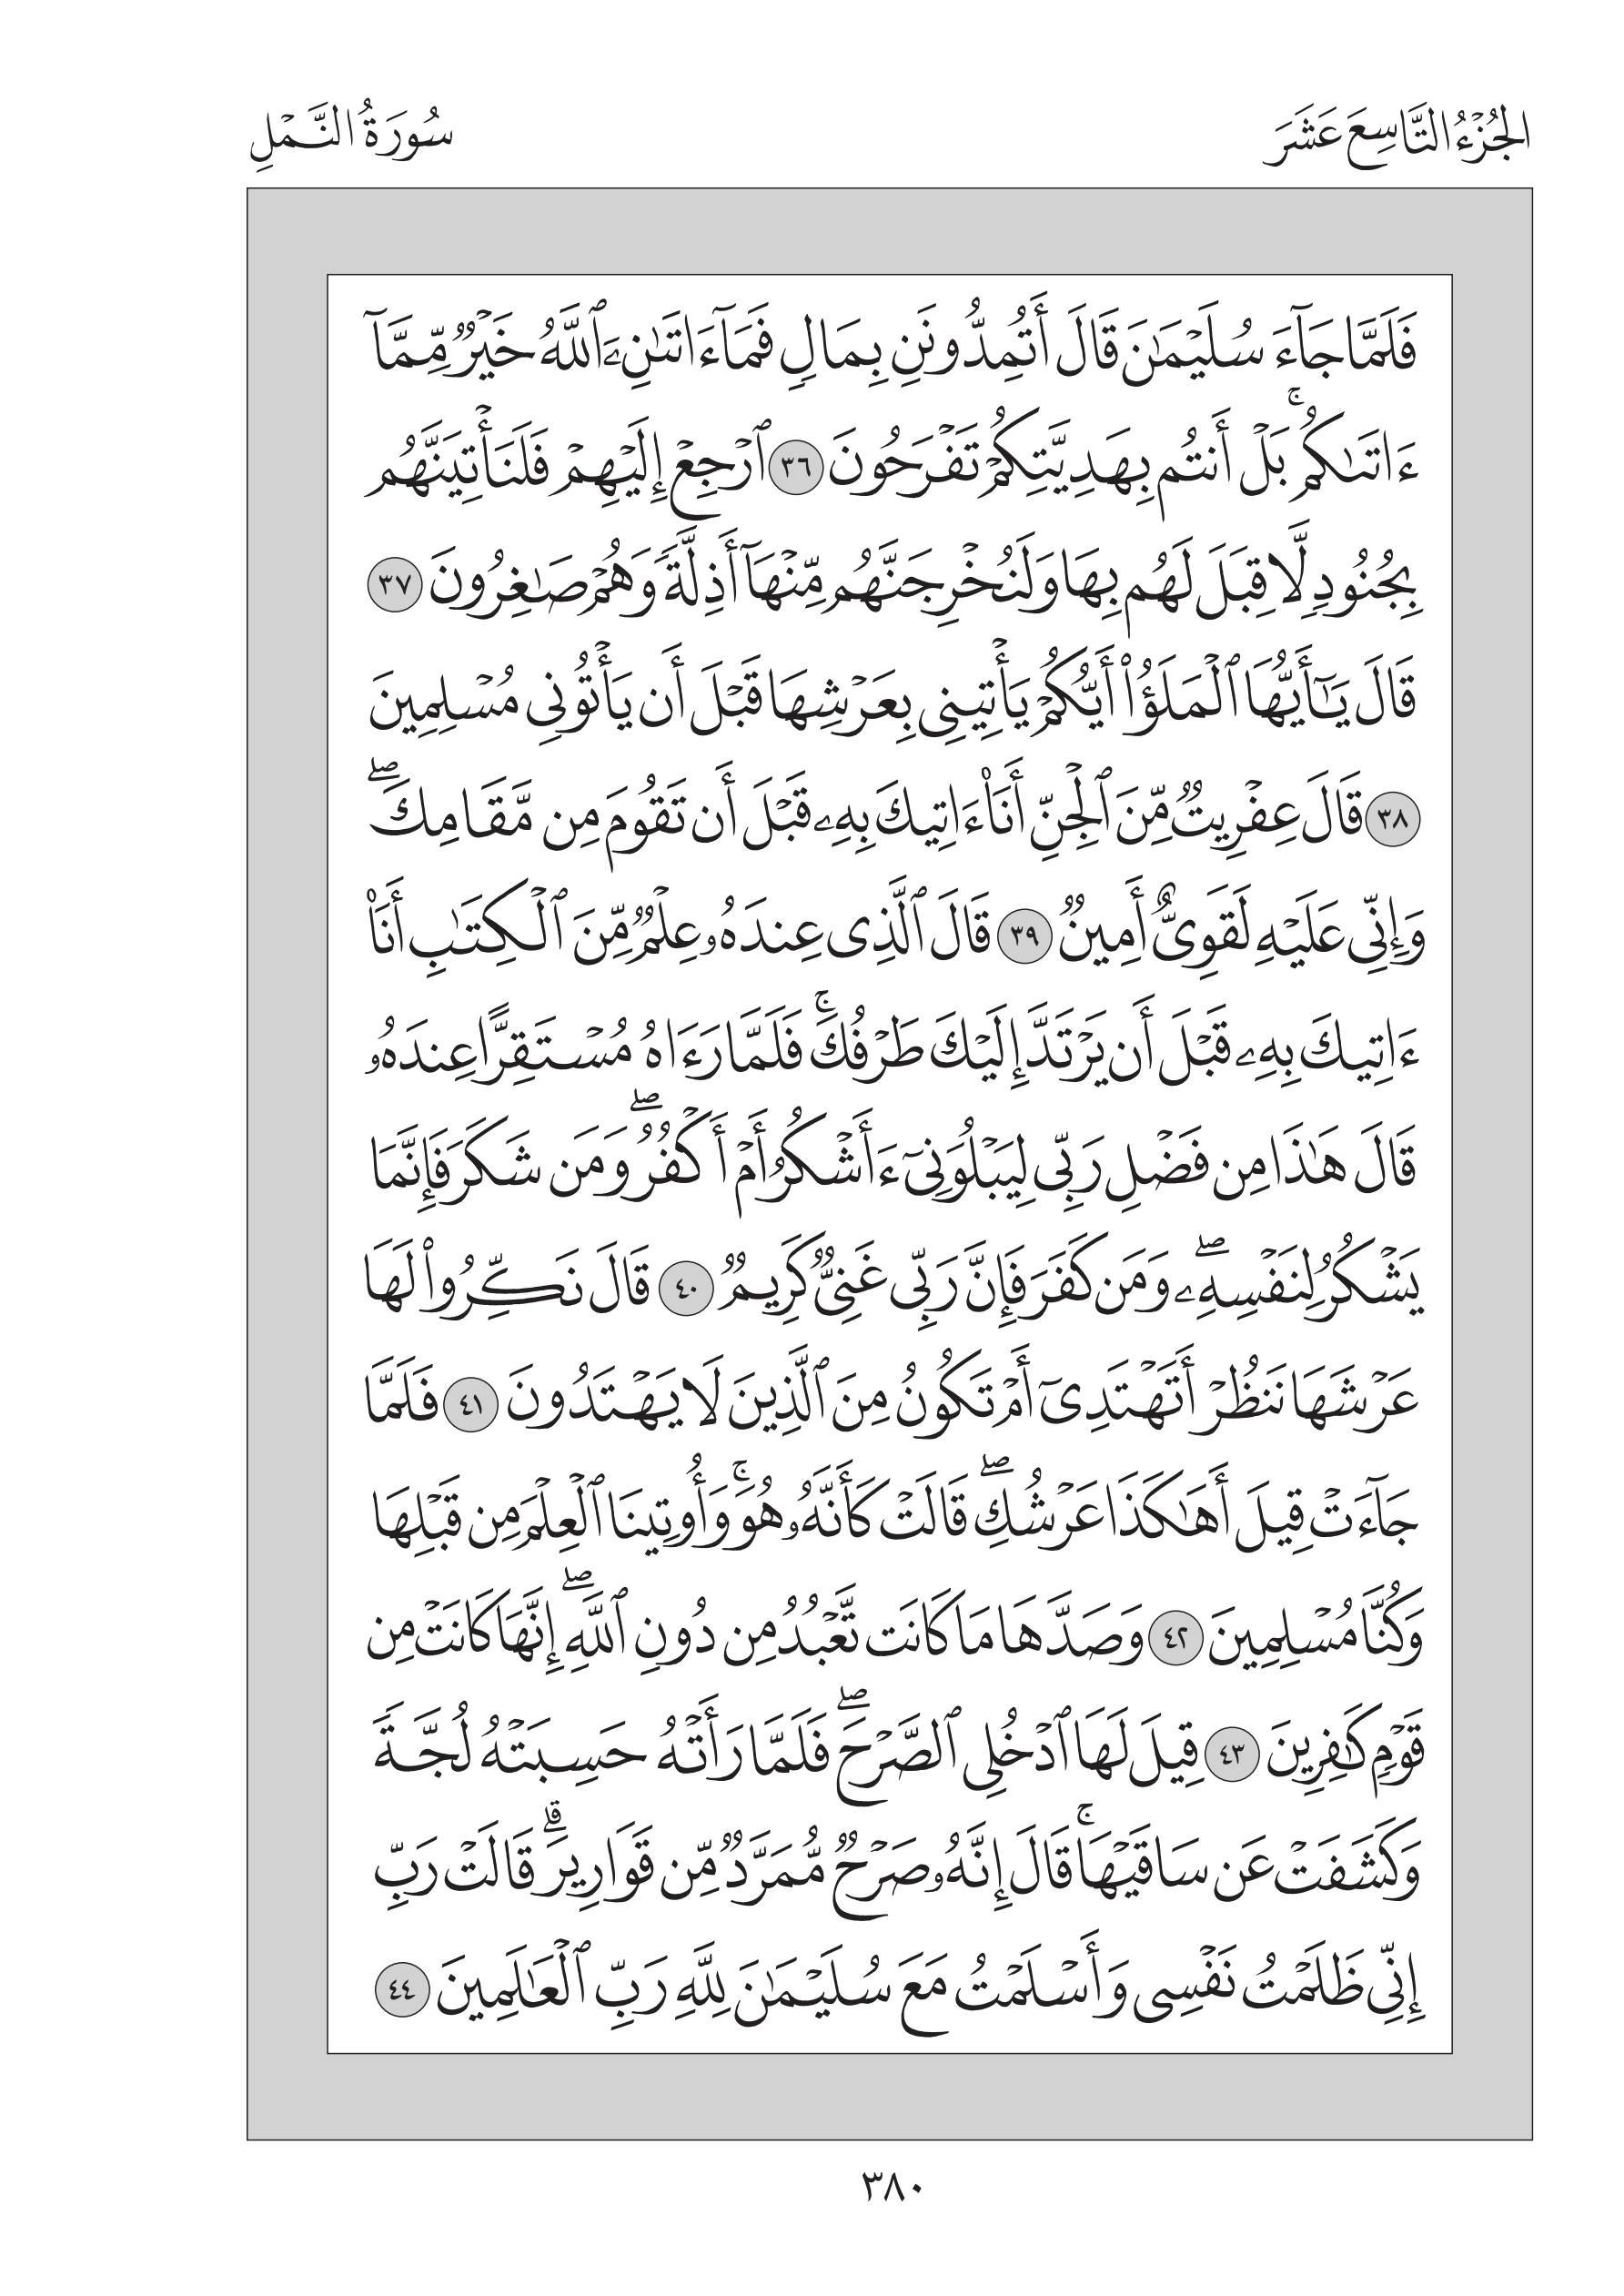 الجُزْءُ التَّاسِعَ عَشَرَ
سُورَةُ النَّمْلِ
فَلَمَّا جَآءَ سُلَيْمَٰنَ قَالَ أَتُمِدُّونَنِ بِمَالٖ فَمَآ ءَاتَىٰنِۦَ ٱللَّهُ خَيْرٞ مِّمَّآ
ءَاتَىٰكُمۚ بَلْ أَنتُم بِهَدِيَّتِكُمْ تَفْرَحُونَ ٣٦ ٱرْجِعْ إِلَيْهِمْ فَلَنَأْتِيَنَّهُم
بِجُنُودٖ لَّا قِبَلَ لَهُم بِهَا وَلَنُخْرِجَنَّهُم مِّنْهَآ أَذِلَّةٗ وَهُمْ صَٰغِرُونَ ٣٧
قَالَ يَٰٓأَيُّهَا ٱلْمَلَؤُا۟ أَيُّكُمْ يَأْتِينِى بِعَرْشِهَا قَبْلَ أَن يَأْتُونِى مُسْلِمِينَ
٣٨ قَالَ عِفْرِيتٞ مِّنَ ٱلْجِنِّ أَنَا۠ ءَاتِيكَ بِهِۦ قَبْلَ أَن تَقُومَ مِن مَّقَامِكَۖ
وَإِنِّى عَلَيْهِ لَقَوِىٌّ أَمِينٞ ٣٩ قَالَ ٱلَّذِى عِندَهُۥ عِلْمٞ مِّنَ ٱلْكِتَٰبِ أَنَا۠
ءَاتِيكَ بِهِۦ قَبْلَ أَن يَرْتَدَّ إِلَيْكَ طَرْفُكَۚ فَلَمَّا رَءَاهُ مُسْتَقِرًّا عِندَهُۥ
قَالَ هَٰذَا مِن فَضْلِ رَبِّى لِيَبْلُوَنِىٓ ءَأَشْكُرُ أَمْ أَكْفُرُۖ وَمَن شَكَرَ فَإِنَّمَا
يَشْكُرُ لِنَفْسِهِۦۖ وَمَن كَفَرَ فَإِنَّ رَبِّى غَنِىّٞ كَرِيمٞ ٤٠ قَالَ نَكِّرُوا۟ لَهَا
عَرْشَهَا نَنظُرْ أَتَهْتَدِىٓ أَمْ تَكُونُ مِنَ ٱلَّذِينَ لَا يَهْتَدُونَ ٤١ فَلَمَّا
جَآءَتْ قِيلَ أَهَٰكَذَا عَرْشُكِۖ قَالَتْ كَأَنَّهُۥ هُوَۚ وَأُوتِينَا ٱلْعِلْمَ مِن قَبْلِهَا
وَكُنَّا مُسْلِمِينَ ٤٢ وَصَدَّهَا مَا كَانَت تَّعْبُدُ مِن دُونِ ٱللَّهِۖ إِنَّهَا كَانَتْ مِن
قَوْمٖ كَٰفِرِينَ ٤٣ قِيلَ لَهَا ٱدْخُلِى ٱلصَّرْحَۖ فَلَمَّا رَأَتْهُ حَسِبَتْهُ لُجَّةٗ
وَكَشَفَتْ عَن سَاقَيْهَاۚ قَالَ إِنَّهُۥ صَرْحٞ مُّمَرَّدٞ مِّن قَوَارِيرَۗ قَالَتْ رَبِّ
إِنِّى ظَلَمْتُ نَفْسِى وَأَسْلَمْتُ مَعَ سُلَيْمَٰنَ لِلَّهِ رَبِّ ٱلْعَٰلَمِينَ ٤٤
٣٨٠